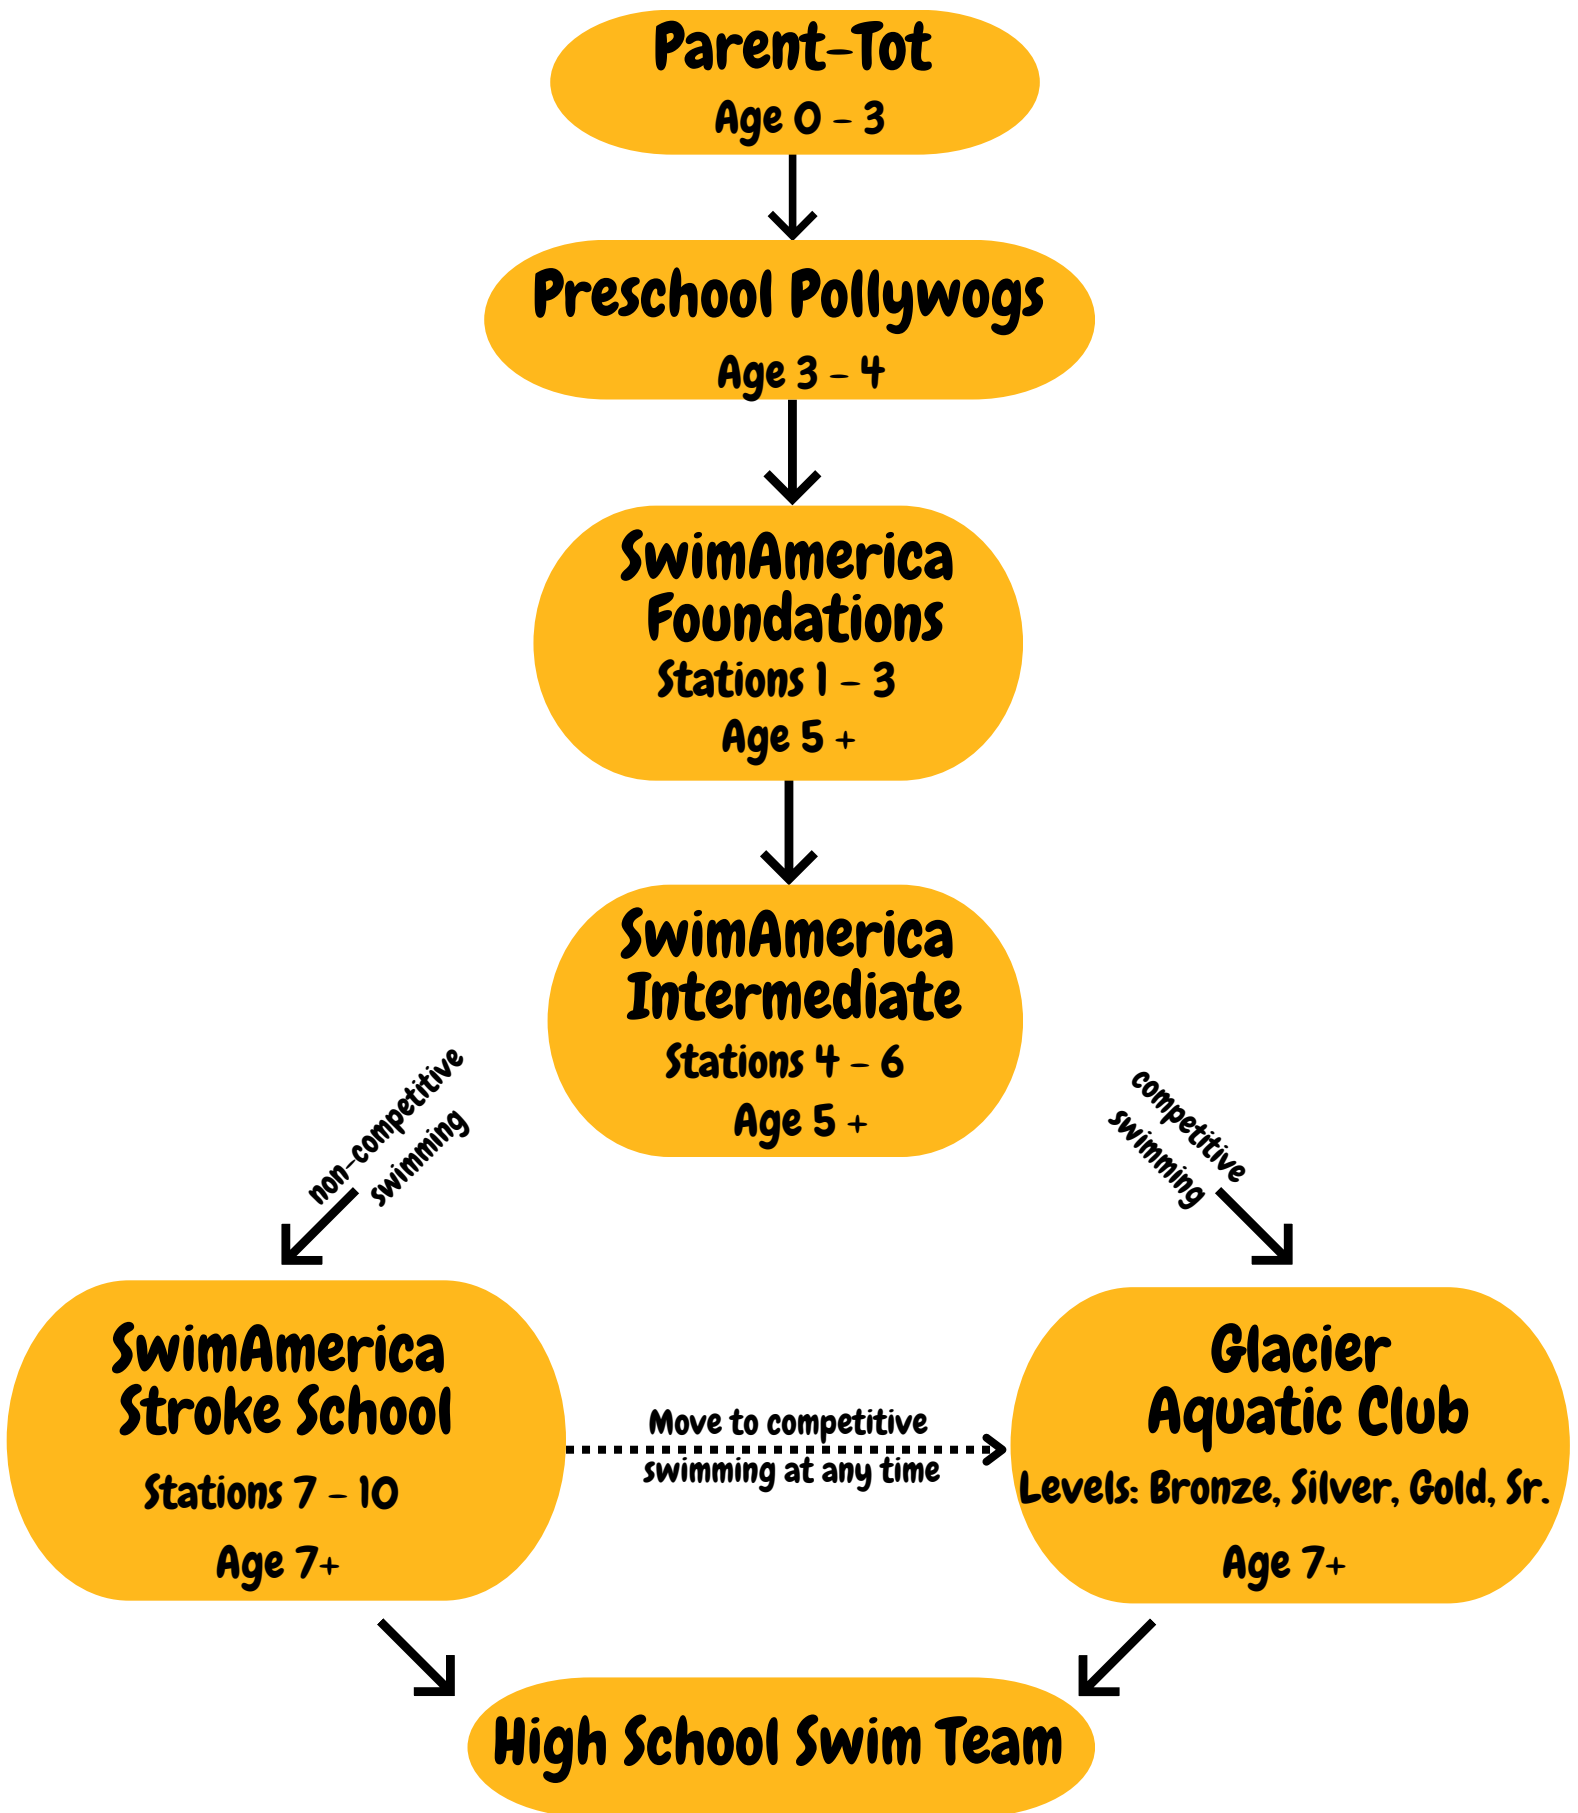 Parent-Tot
Age 0 - 3
Preschool Pollywogs
Age 3 - 4
SwimAmerica
Foundations
Stations 1 - 3
Age 5 +
SwimAmerica
Intermediate
Stations 4 - 6
Age 5 +
non-competitive
swimming
competitive
swimming
SwimAmerica
Stroke School
Stations 7 - 10
Age 7+
Move to competitive
swimming at any time
Glacier
Aquatic Club
Levels: Bronze, Silver, Gold, Sr.
Age 7+
High School Swim Team